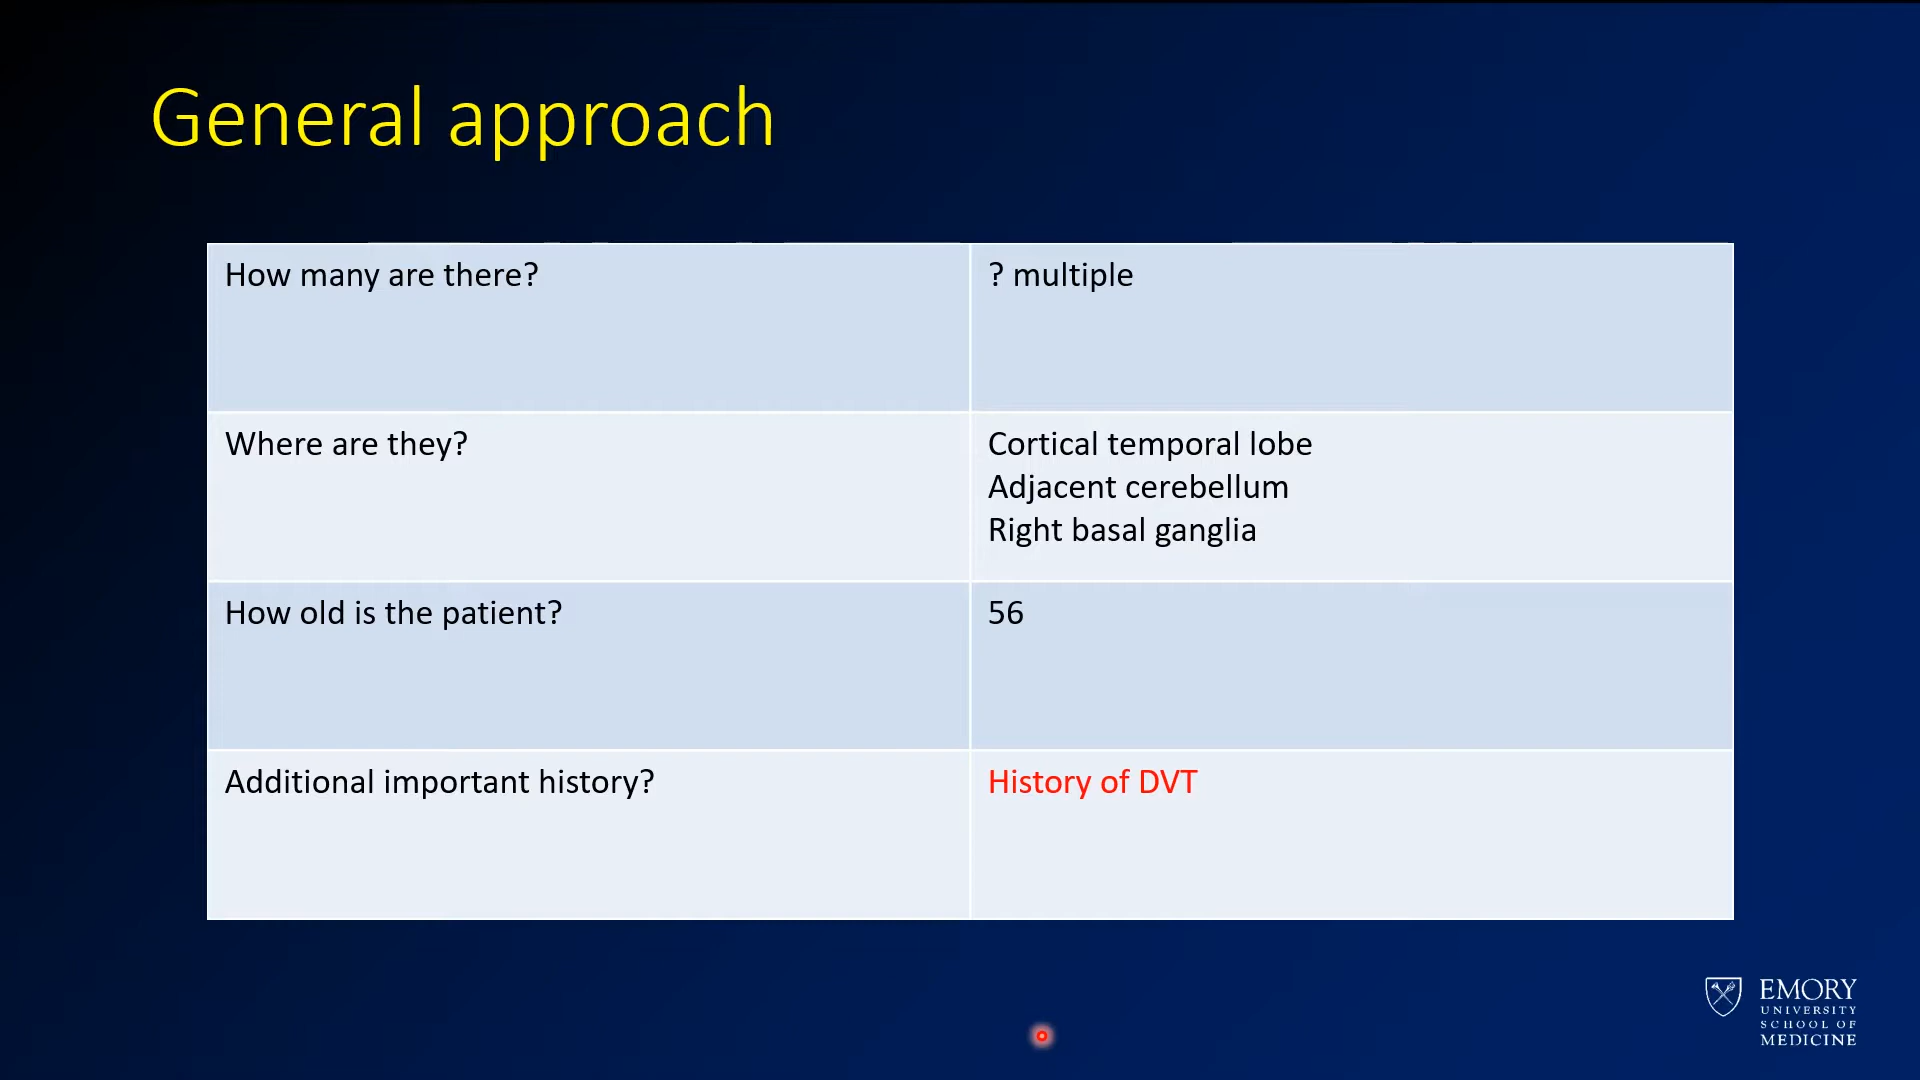 General approach
How many are there?
? multiple
Where are they?
Cortical temporal lobe
Adjacent cerebellum
Right basal ganglia
How old is the patient?
56
Additional important history?
History of DVT
EMORY
UNIVERSITY
SCHOOL OF
MEDICINE